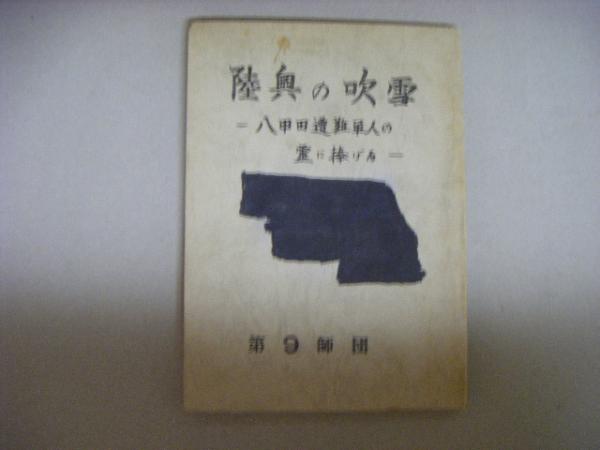 陸奥の吹雪
＝八甲田遭難軍人の
霊に捧げる＝
第9師団